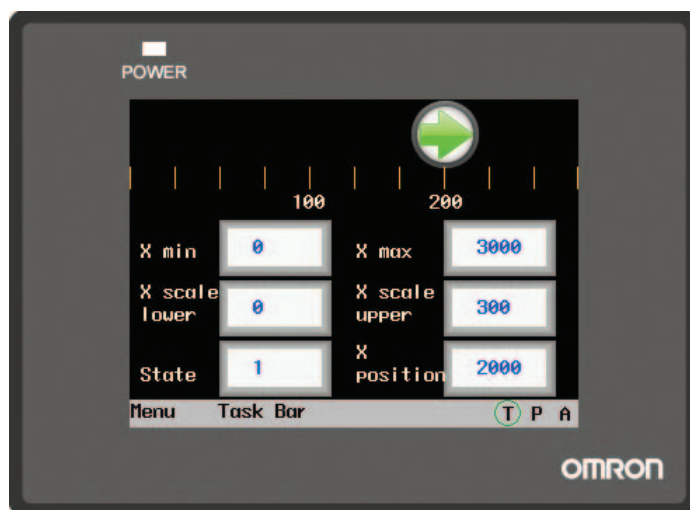 POWER
100 200
X min 0 X max 3000
X scale lower 0 X scale upper 300
State 1 X position 2000
Menu Task Bar T P A
OMRON